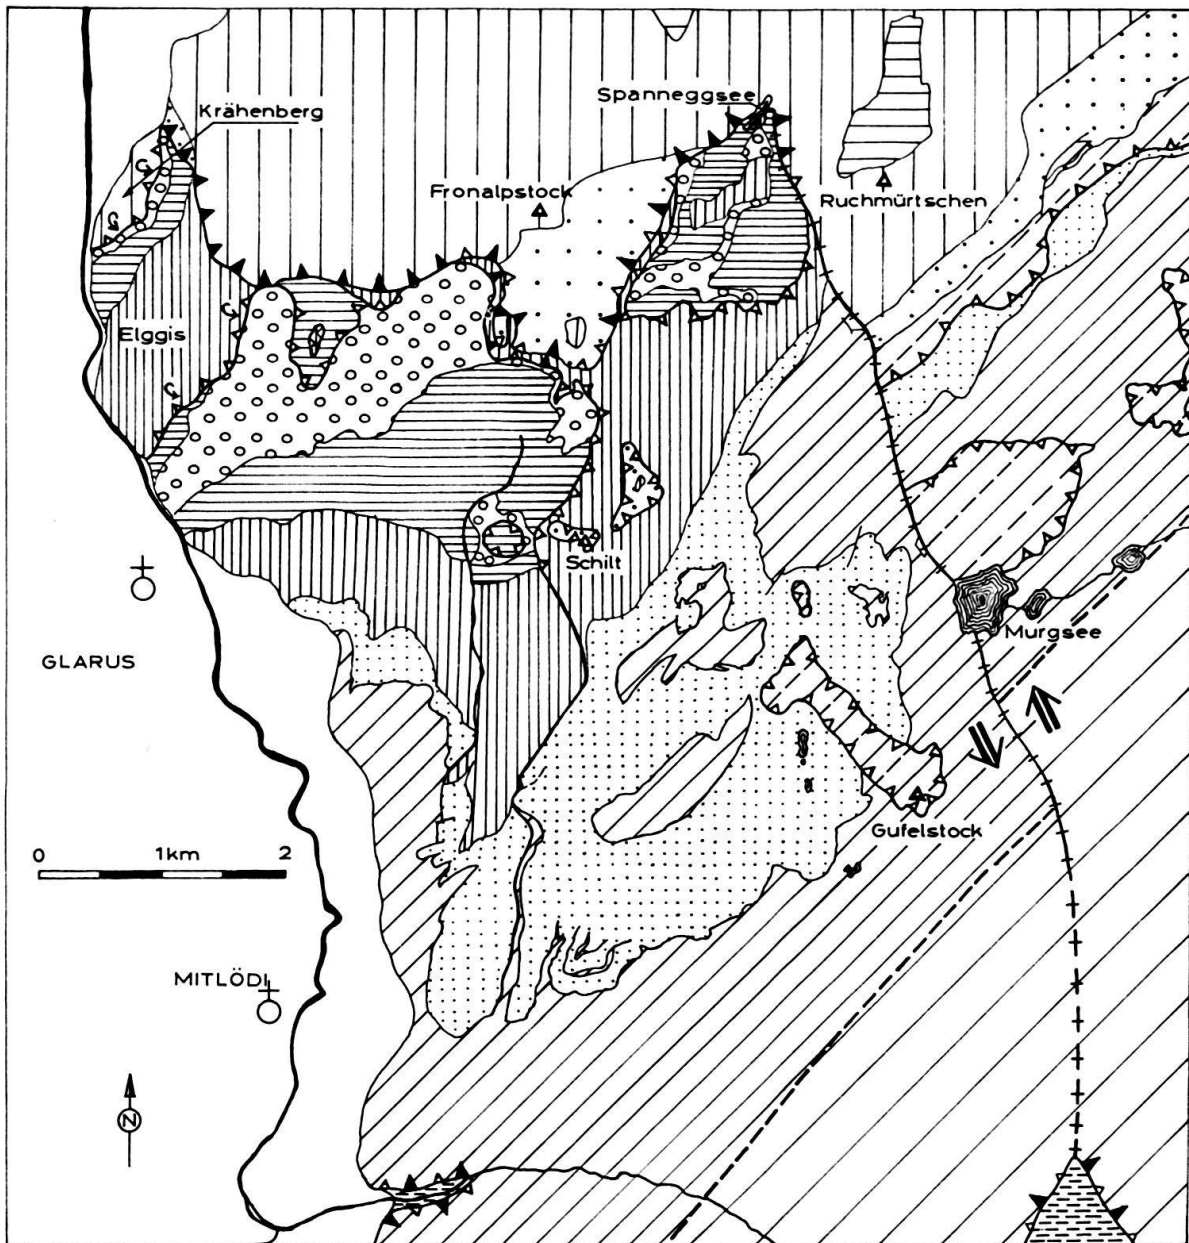 Krähenberg
Spanneggsee
Fronalpstock
Ruchmürtschen
Elggis
Schilt
GLARUS
Murgsee
Gufelstock
0 1km 2
MITLÖDI
N